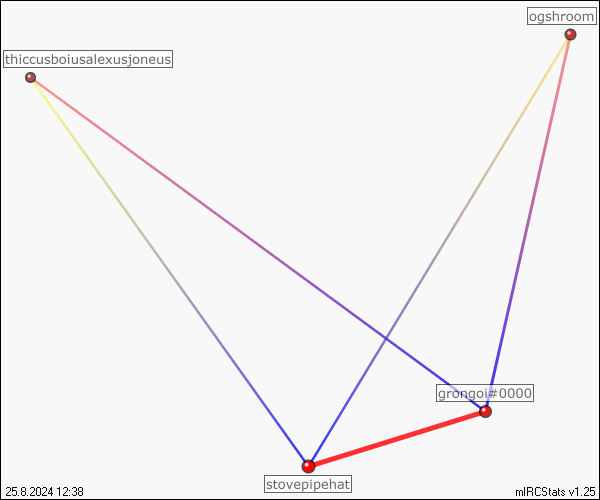 ogshroom
thiccusboiusalexusjoneus
grongoi#0000
stovepipehat
25.8.2024 12:38
mIRCStats v1.25